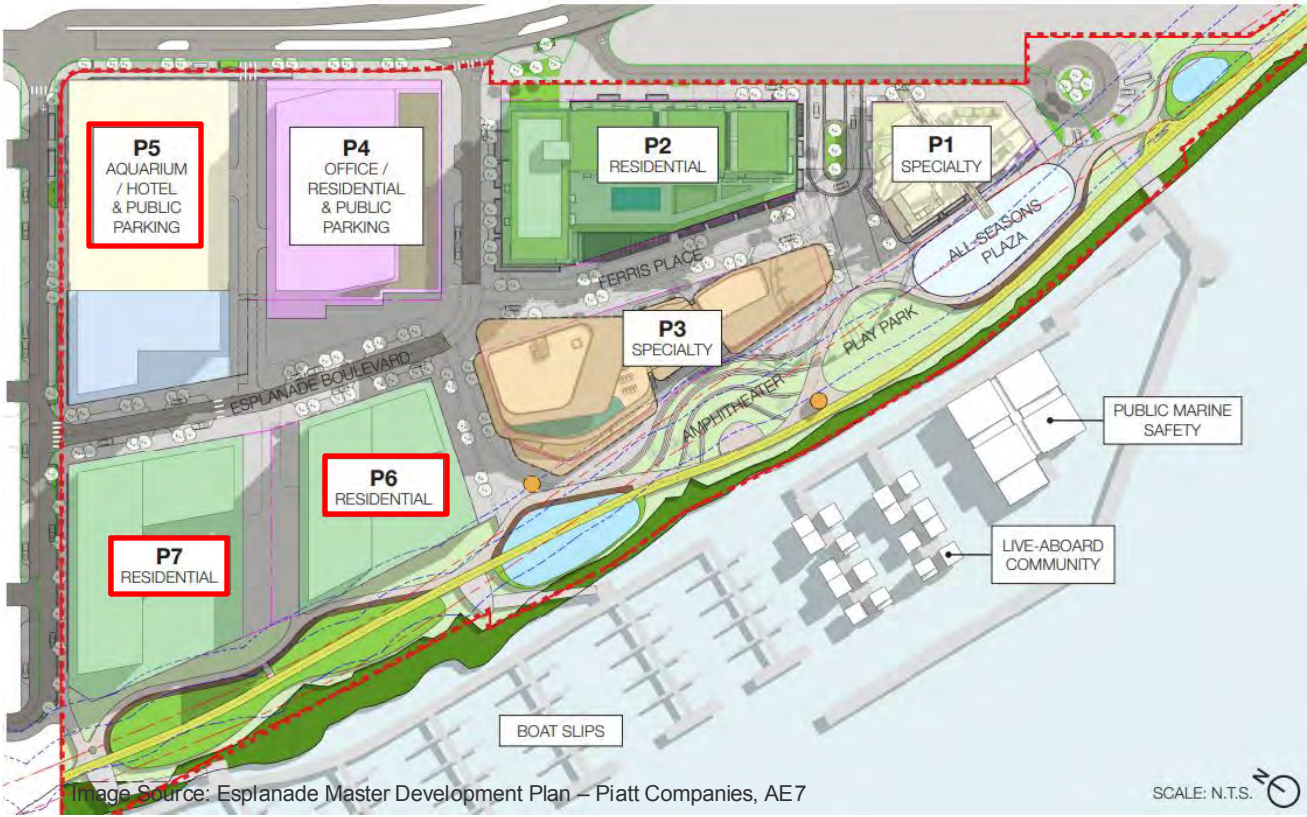 P5
AQUARIUM
/ HOTEL
& PUBLIC
PARKING
P4
OFFICE /
RESIDENTIAL
& PUBLIC
PARKING
P2
RESIDENTIAL
P1
SPECIALTY
ALL-SEASONS
PLAZA
FERRIS PLACE
P3
SPECIALTY
PLAY PARK
ESPLANADE BOULEVARD
AMPHITHEATER
PUBLIC MARINE
SAFETY
P6
RESIDENTIAL
P7
RESIDENTIAL
LIVE-ABOARD
COMMUNITY
BOAT SLIPS
Image Source: Esplanade Master Development Plan – Piatt Companies, AE7
SCALE: N.T.S.
N